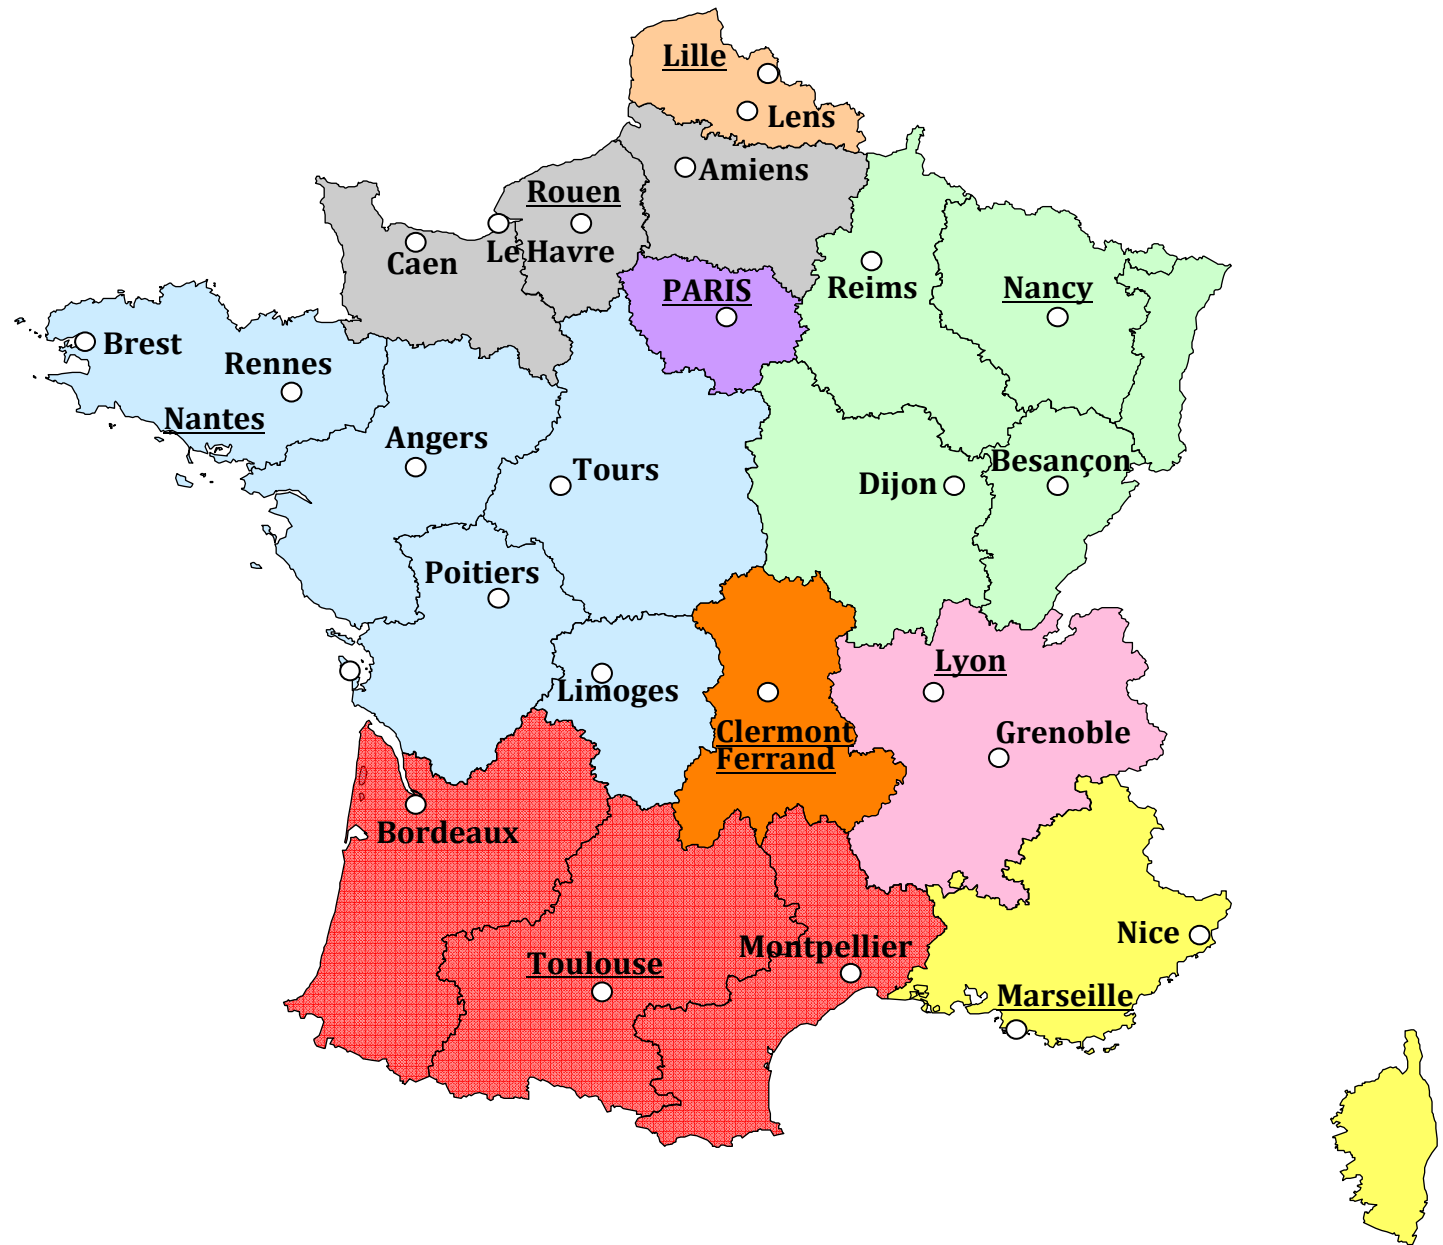 Lille
Lens
Amiens
Rouen
Le Havre
Caen
PARIS
Reims
Nancy
Brest
Rennes
Nantes
Angers
Tours
Dijon
Besançon
Poitiers
Limoges
Clermont
Ferrand
Lyon
Grenoble
Bordeaux
Toulouse
Montpellier
Nice
Marseille